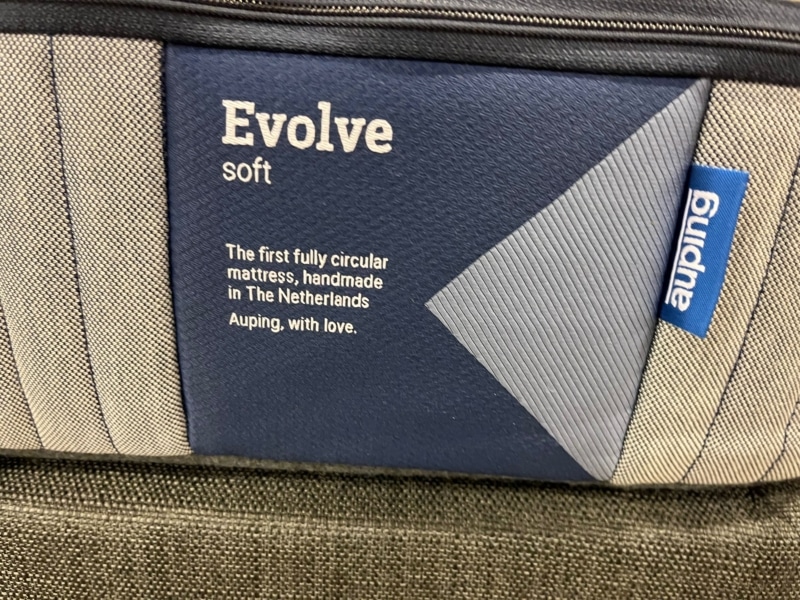 Evolve
soft
The first fully circular
mattress, handmade
in The Netherlands
Auping, with love.
auping